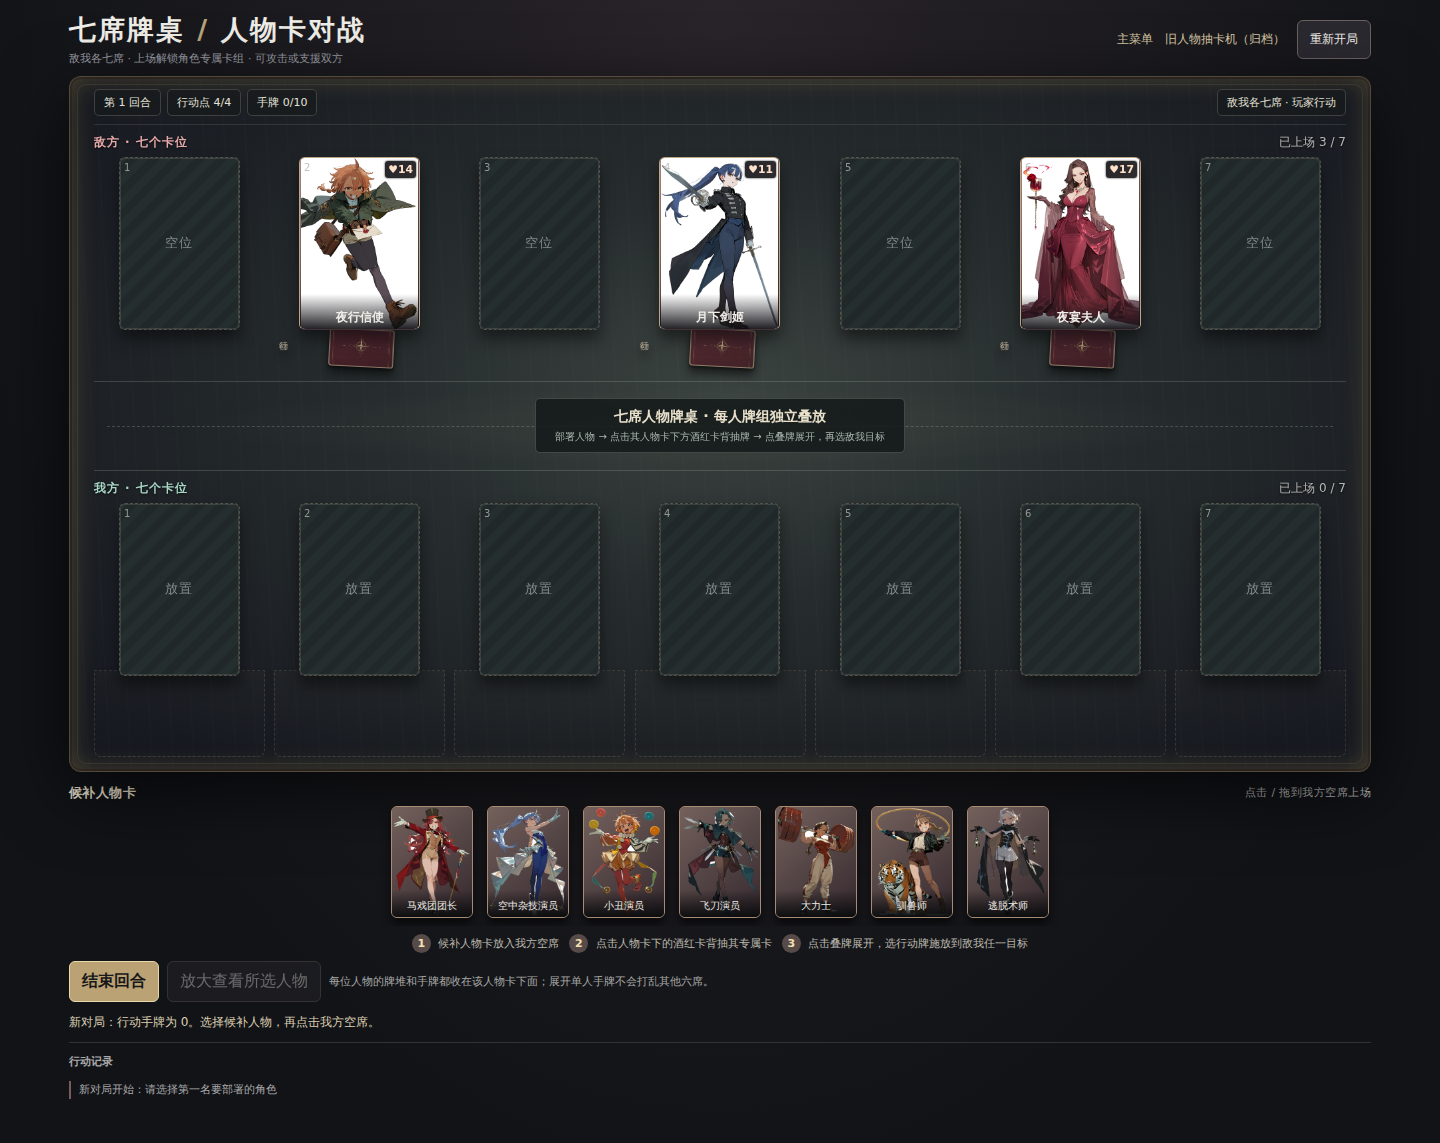 七席牌桌 / 人物卡对战
敌我各七席 · 上场解锁角色专属卡组 · 可攻击或支援双方
主菜单 旧人物抽卡机（归档） 重新开局
第 1 回合 行动点 4/4 手牌 0/10 敌我各七席 · 玩家行动
敌方 · 七个卡位 已上场 3 / 7
1 2 ♥14 3 4 ♥11 5 6 ♥17 7
空位 空位 空位 空位
夜行信使 月下剑姬 夜宴夫人
七席人物牌桌 · 每人牌组独立叠放
部署人物 → 点击其人物卡下方酒红卡背抽牌 → 点叠牌展开，再选敌我目标
我方 · 七个卡位 已上场 0 / 7
1 2 3 4 5 6 7
放置 放置 放置 放置 放置 放置 放置
候补人物卡 点击 / 拖到我方空席上场
马戏团团长 空中杂技演员 小丑演员 飞刀演员 大力士 驯兽师 逃脱术师
1 候补人物卡放入我方空席 2 点击人物卡下的酒红卡背抽其专属卡 3 点击叠牌展开，选行动牌施放到敌我任一目标
结束回合 放大查看所选人物 每位人物的牌堆和手牌都收在该人物卡下面；展开单人手牌不会打乱其他六席。
新对局：行动手牌为 0。选择候补人物，再点击我方空席。
行动记录
新对局开始：请选择第一名要部署的角色